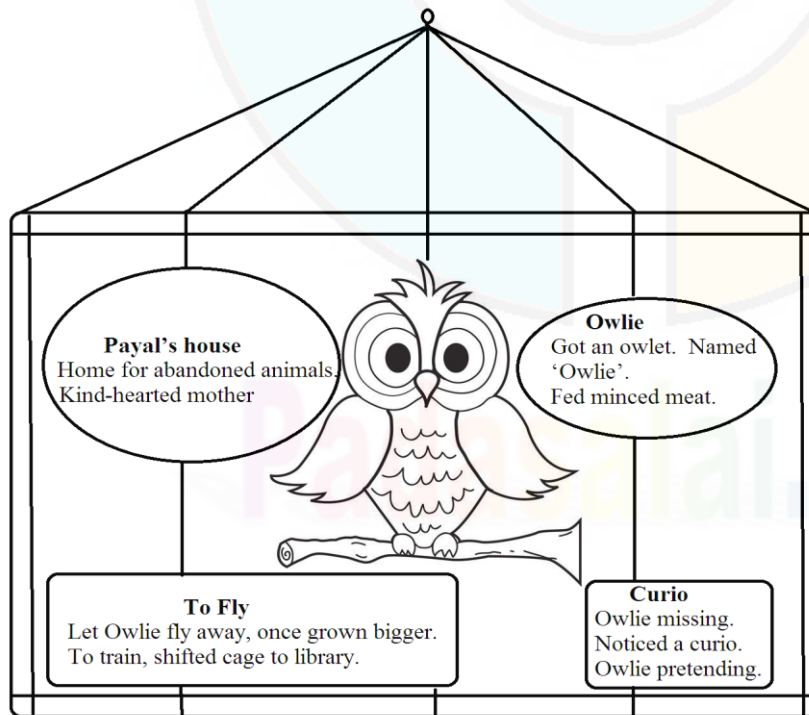 Payal's house
Home for abandoned animals.
Kind-hearted mother
Owlie
Got an owlet. Named
'Owlie'.
Fed minced meat.
To Fly
Let Owlie fly away, once grown bigger.
To train, shifted cage to library.
Curio
Owlie missing.
Noticed a curio.
Owlie pretending.